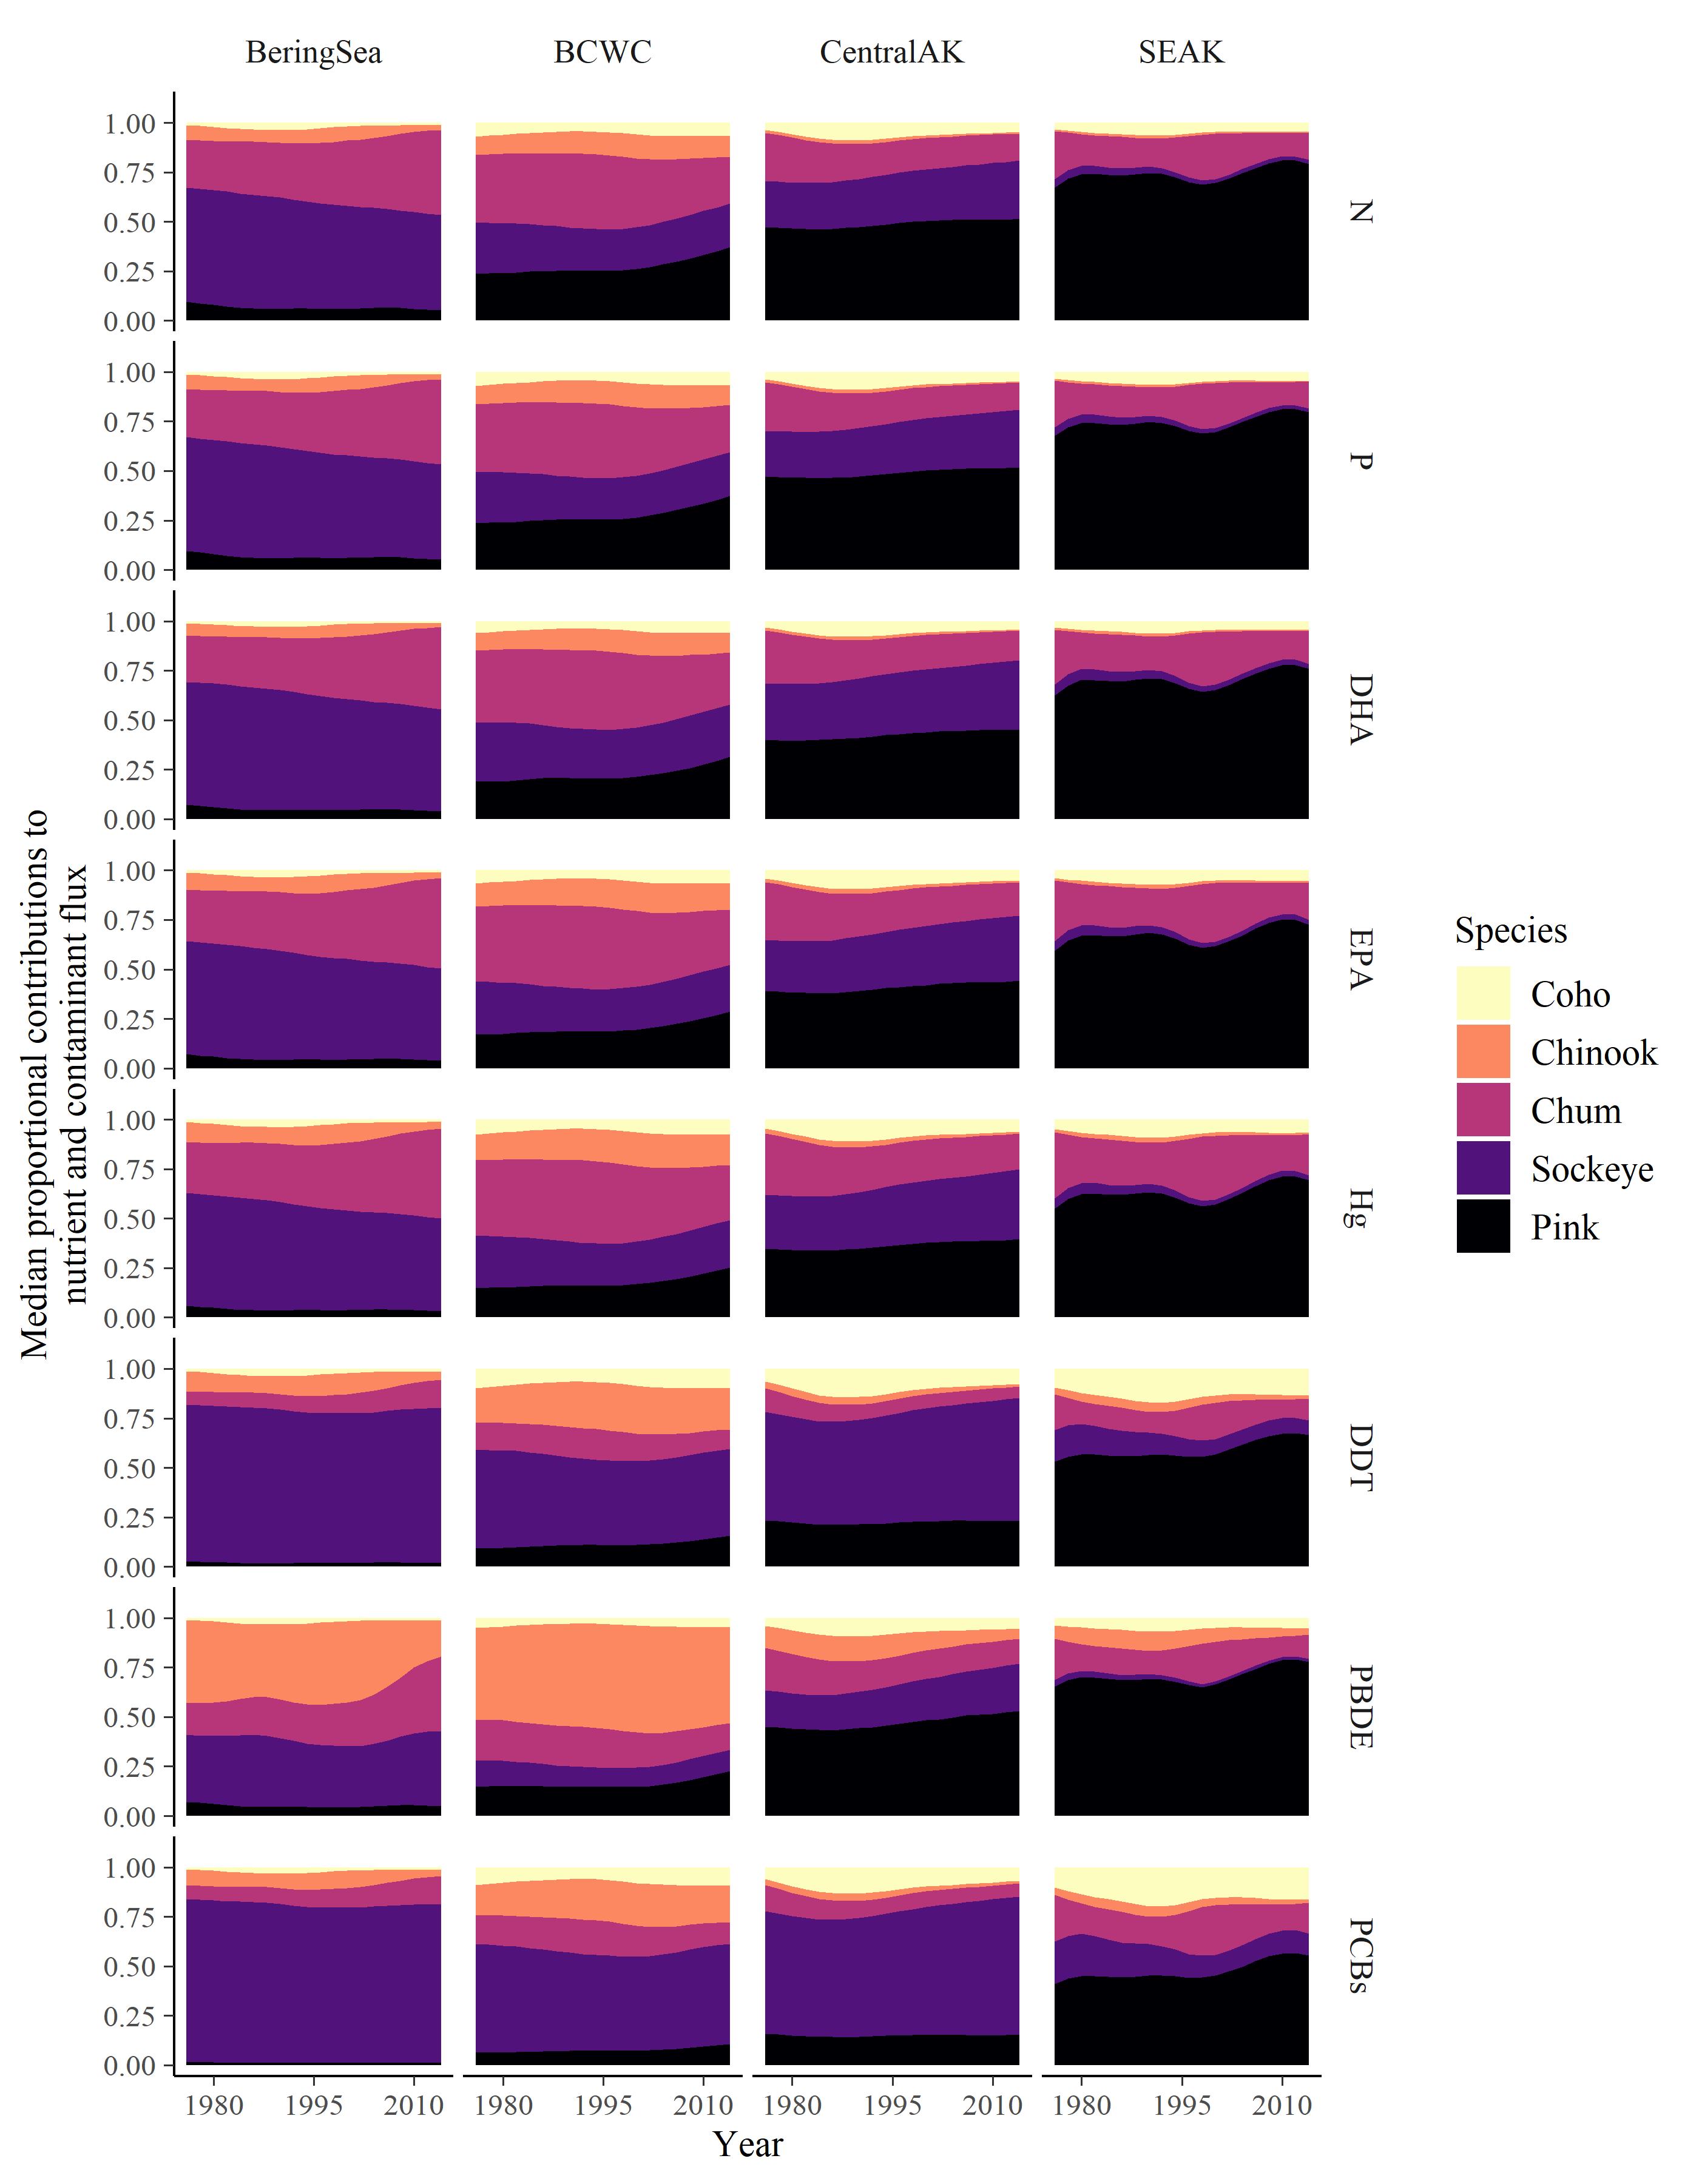 BeringSea BCWC CentralAK SEAK
1.00
0.75
0.50
0.25
0.00
N
1.00
0.75
0.50
0.25
0.00
P
1.00
0.75
0.50
0.25
0.00
DHA
1.00
0.75
0.50
0.25
0.00
EPA
1.00
0.75
0.50
0.25
0.00
Hg
1.00
0.75
0.50
0.25
0.00
DDT
1.00
0.75
0.50
0.25
0.00
PBDE
1.00
0.75
0.50
0.25
0.00
PCBs
1980 1995 2010 1980 1995 2010 1980 1995 2010 1980 1995 2010
Year
Median proportional contributions to
nutrient and contaminant flux
Species
Coho
Chinook
Chum
Sockeye
Pink